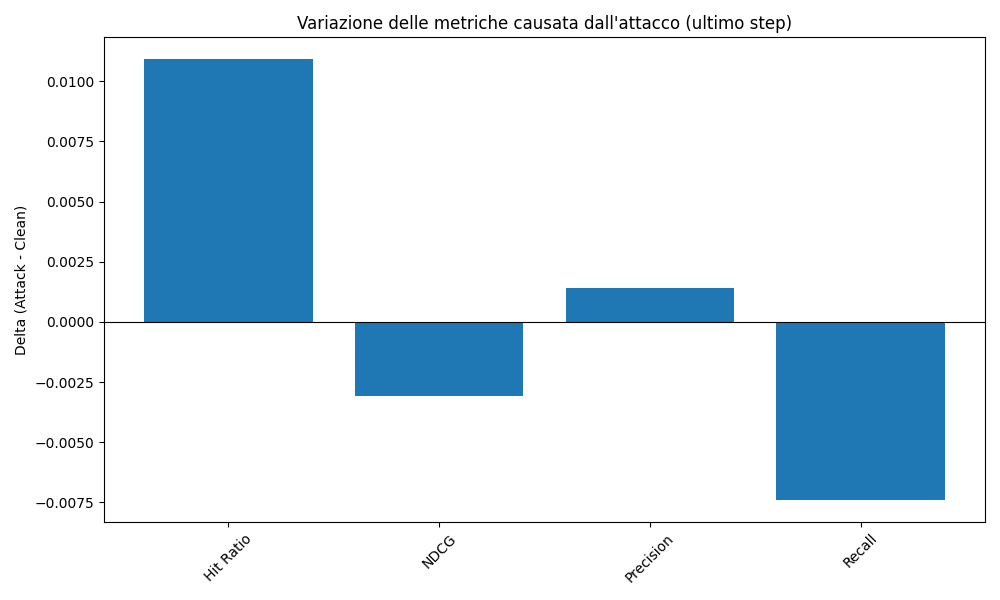 Variazione delle metriche causata dall'attacco (ultimo step)
Delta (Attack - Clean)
0.0100
0.0075
0.0050
0.0025
0.0000
−0.0025
−0.0050
−0.0075
Hit Ratio
NDCG
Precision
Recall